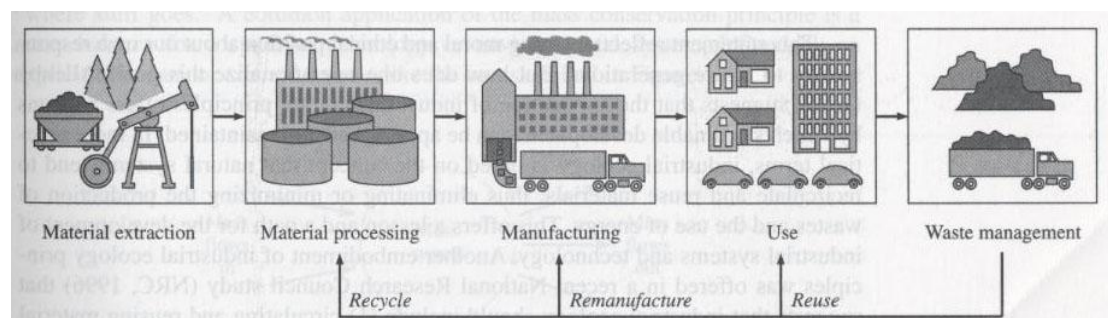 Material extraction
Material processing
Manufacturing
Use
Waste management
Recycle
Remanufacture
Reuse